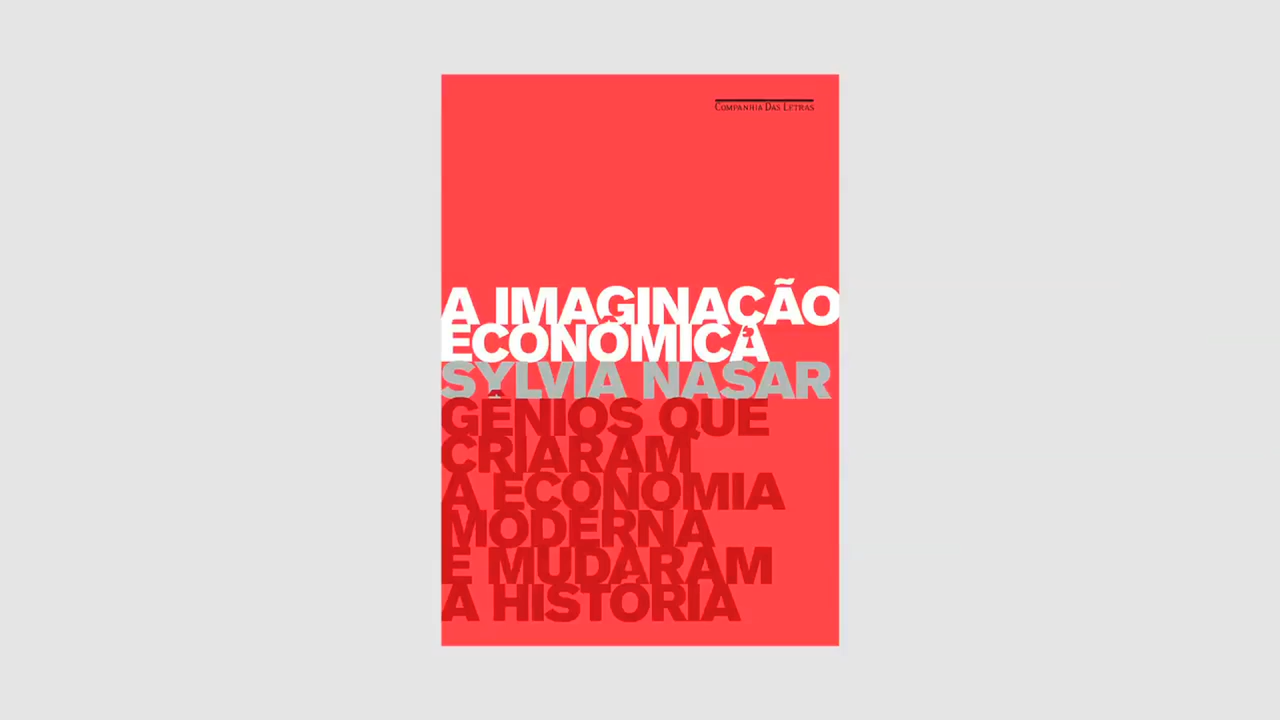 COMPANHIA DAS LETRAS
A IMAGINAÇÃO
ECONÔMICA
SYLVIA NASAR
GÊNIOS QUE
CRIARAM
A ECONOMIA
MODERNA
E MUDARAM
A HISTÓRIA